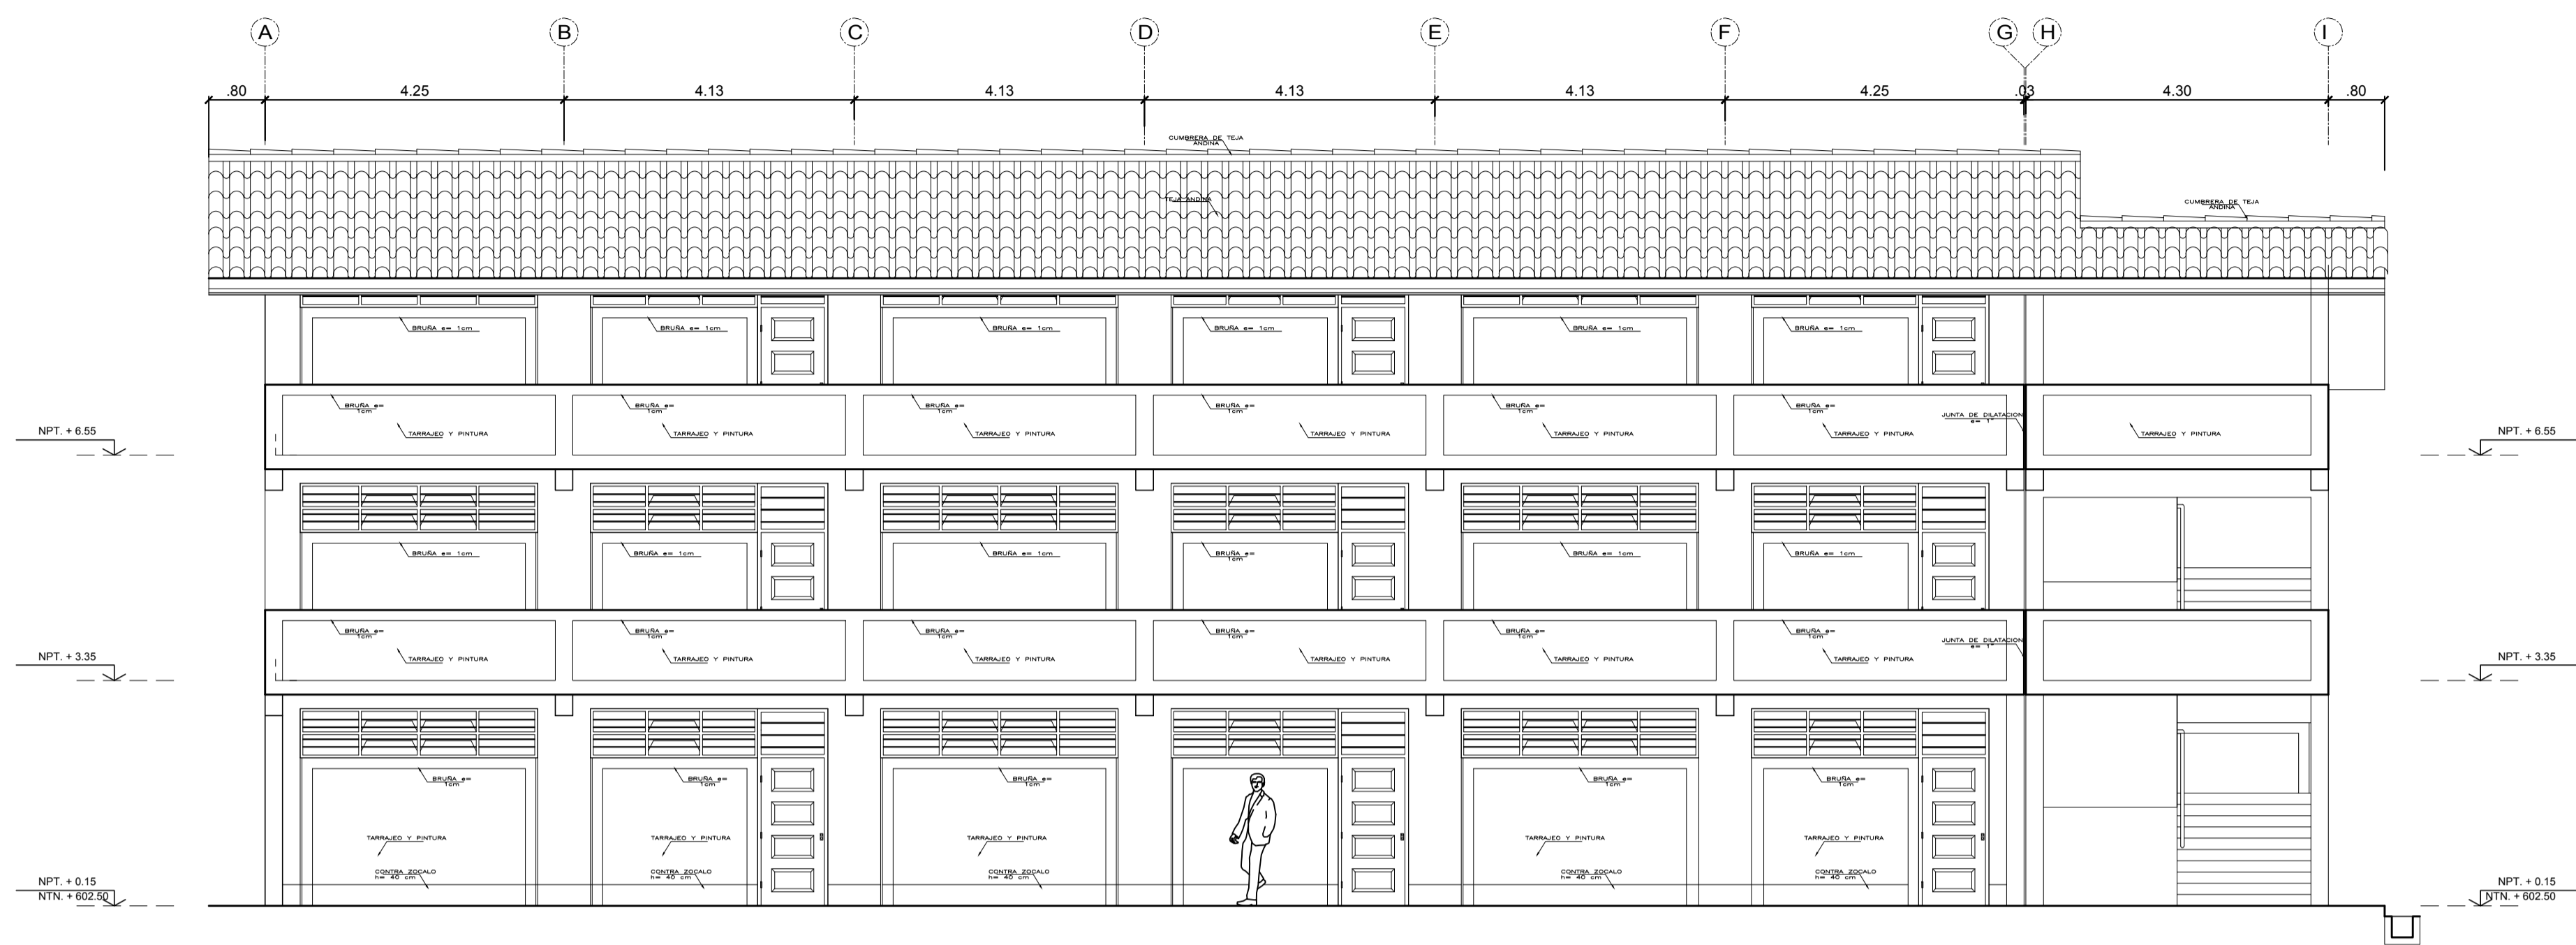 A B C D E F G H I
.80 4.25 4.13 4.13 4.13 4.13 4.25 .03 4.30 .80
CUMBRERA DE TEJA
ANDINA
TEJA ANDINA
CUMBRERA DE TEJA
ANDINA
BRUÑA e= 1cm BRUÑA e= 1cm BRUÑA e= 1cm BRUÑA e= 1cm BRUÑA e= 1cm BRUÑA e= 1cm
BRUÑA e= BRUÑA e= BRUÑA e= BRUÑA e= BRUÑA e= BRUÑA e=
1cm 1cm 1cm 1cm 1cm 1cm
JUNTA DE DILATACION
e= 1"
NPT. + 6.55 TARRAJEO Y PINTURA TARRAJEO Y PINTURA TARRAJEO Y PINTURA TARRAJEO Y PINTURA TARRAJEO Y PINTURA TARRAJEO Y PINTURA TARRAJEO Y PINTURA NPT. + 6.55
BRUÑA e= 1cm BRUÑA e= 1cm BRUÑA e= 1cm BRUÑA e= BRUÑA e= 1cm BRUÑA e= 1cm
1cm
BRUÑA e= BRUÑA e= BRUÑA e= BRUÑA e= BRUÑA e= BRUÑA e=
1cm 1cm 1cm 1cm 1cm 1cm
JUNTA DE DILATACION
e= 1"
NPT. + 3.35 TARRAJEO Y PINTURA TARRAJEO Y PINTURA TARRAJEO Y PINTURA TARRAJEO Y PINTURA TARRAJEO Y PINTURA TARRAJEO Y PINTURA NPT. + 3.35
BRUÑA e= BRUÑA e= BRUÑA e= BRUÑA e= BRUÑA e=
1cm 1cm 1cm 1cm 1cm
TARRAJEO Y PINTURA TARRAJEO Y PINTURA TARRAJEO Y PINTURA TARRAJEO Y PINTURA TARRAJEO Y PINTURA
CONTRA ZOCALO CONTRA ZOCALO CONTRA ZOCALO CONTRA ZOCALO CONTRA ZOCALO
h= 40 cm h= 40 cm h= 40 cm h= 40 cm h= 40 cm
NPT. + 0.15 NPT. + 0.15
NTN. + 602.50 NTN. + 602.50